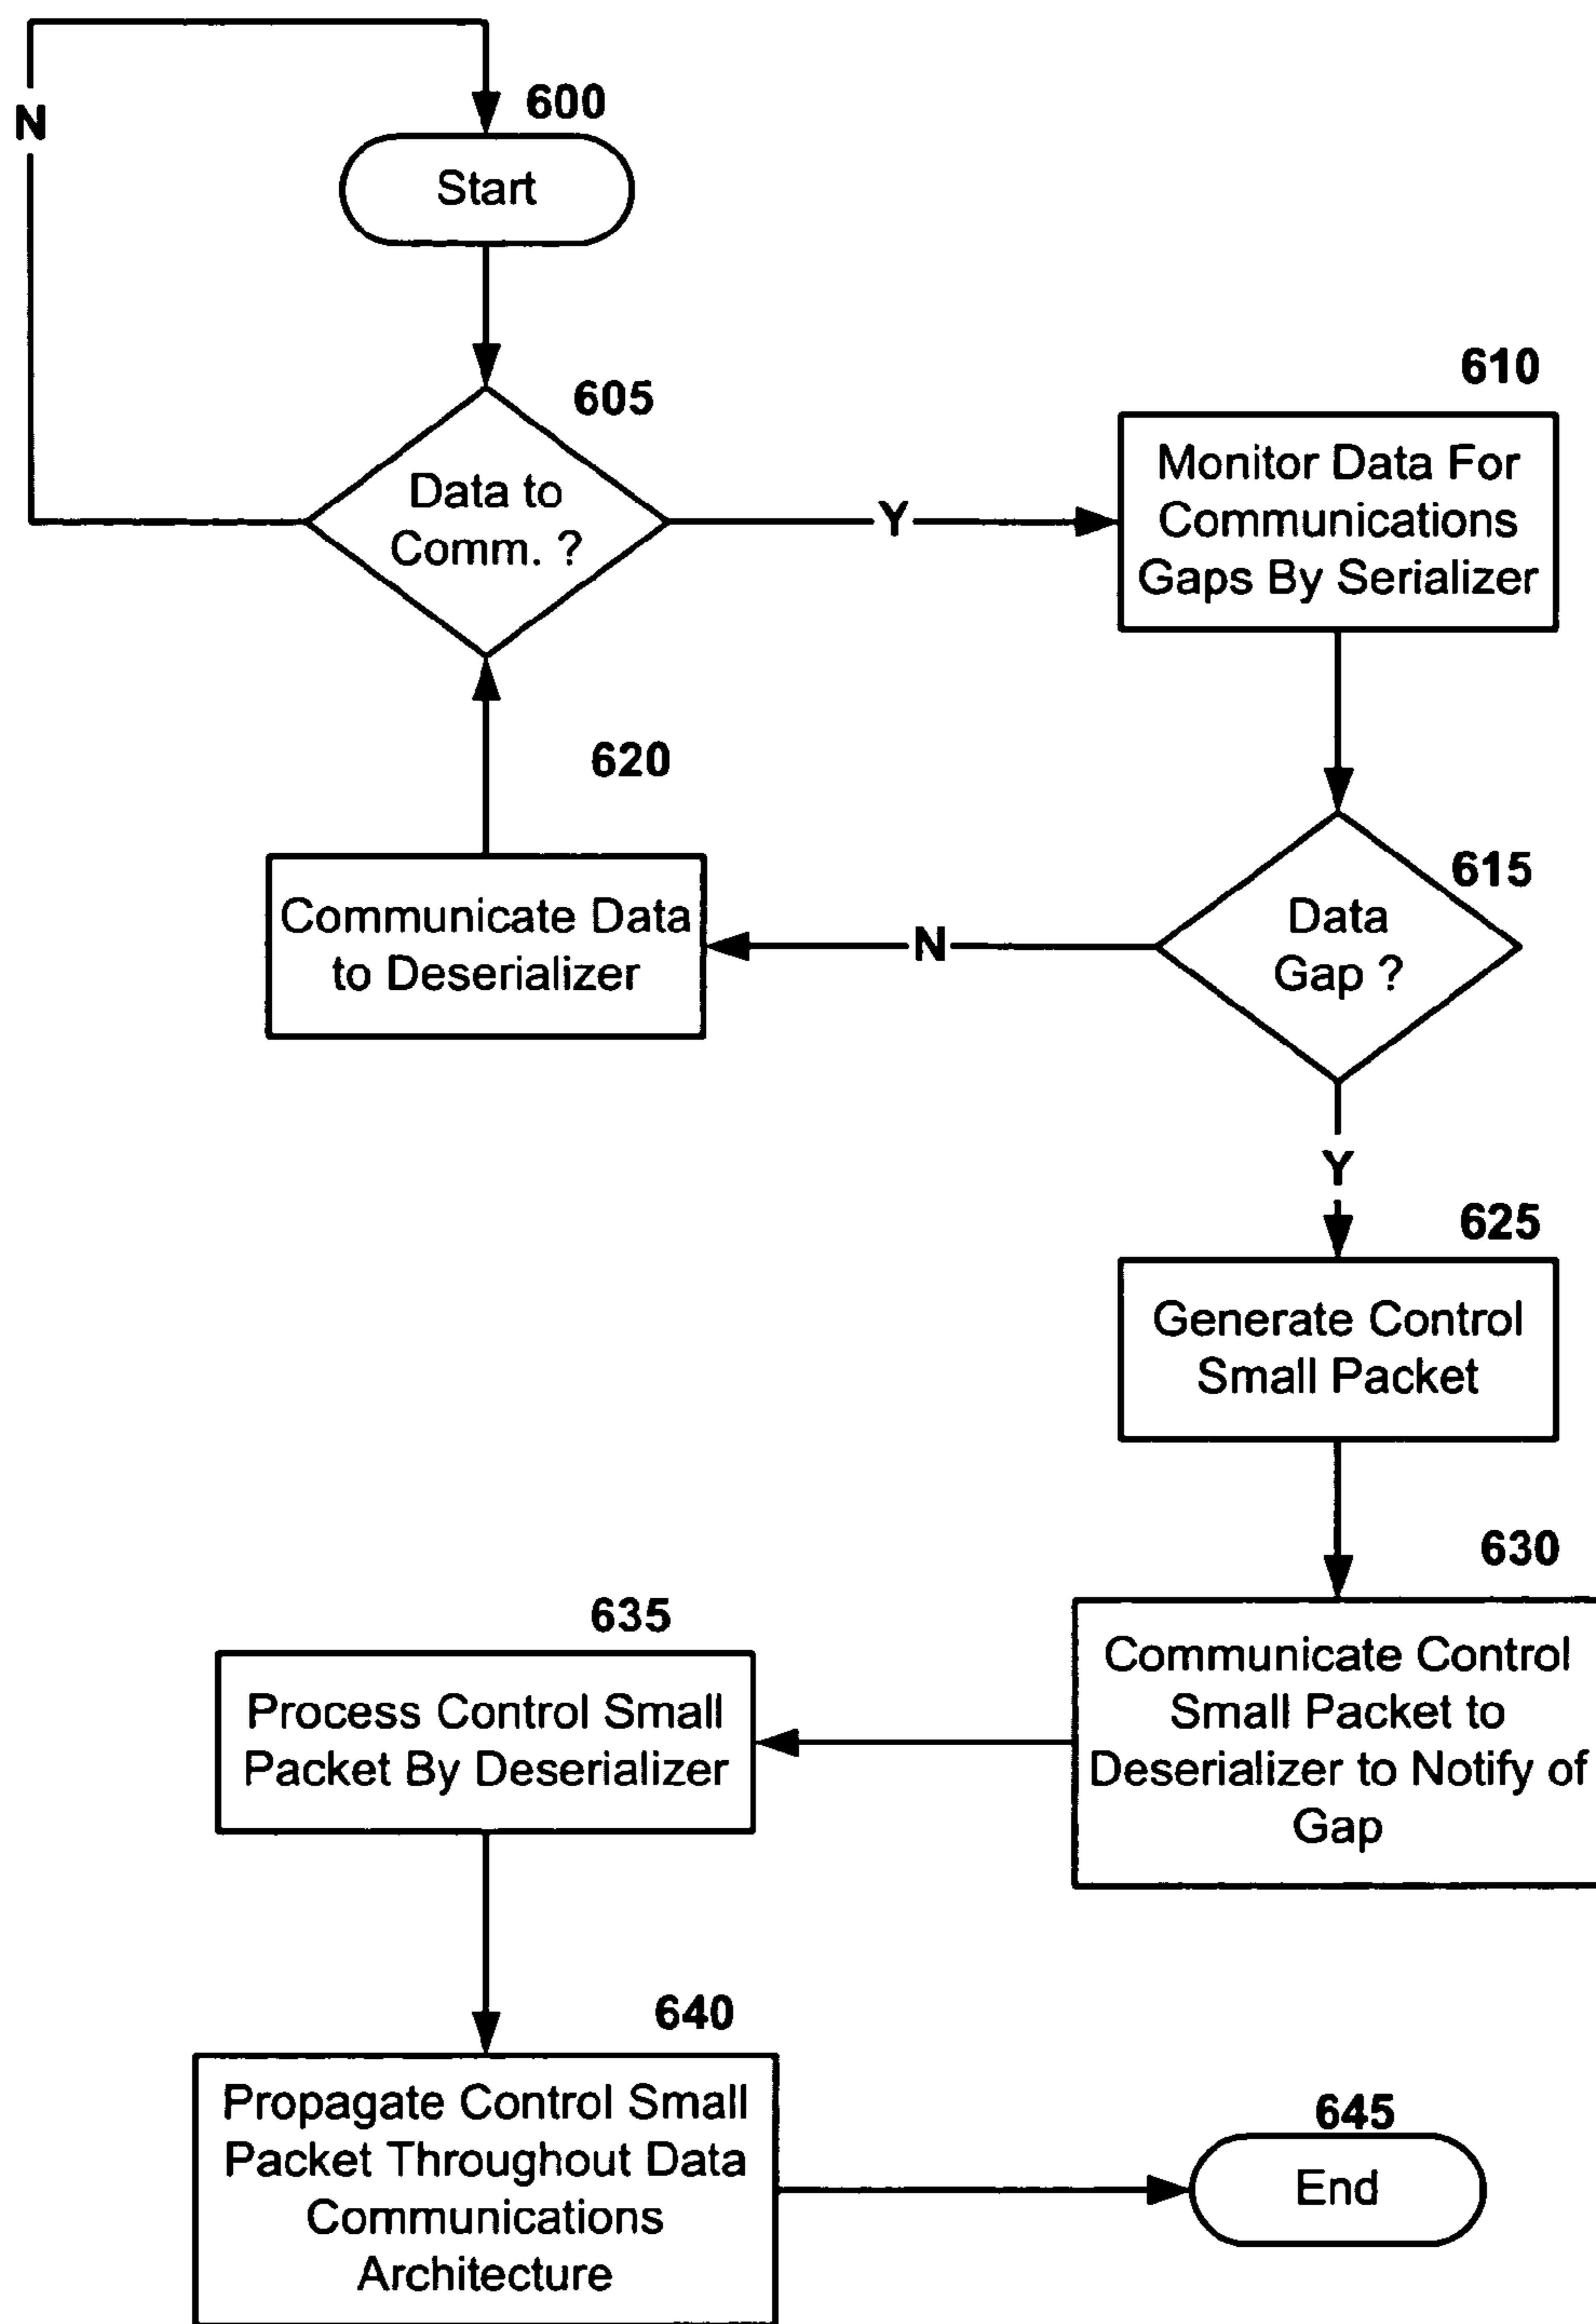 N
600
Start
605
Data to
Comm. ?
Y
610
Monitor Data For
Communications
Gaps By Serializer
615
Data
Gap ?
N
620
Communicate Data
to Deserializer
Y
625
Generate Control
Small Packet
630
Communicate Control
Small Packet to
Deserializer to Notify of
Gap
635
Process Control Small
Packet By Deserializer
640
Propagate Control Small
Packet Throughout Data
Communications
Architecture
645
End